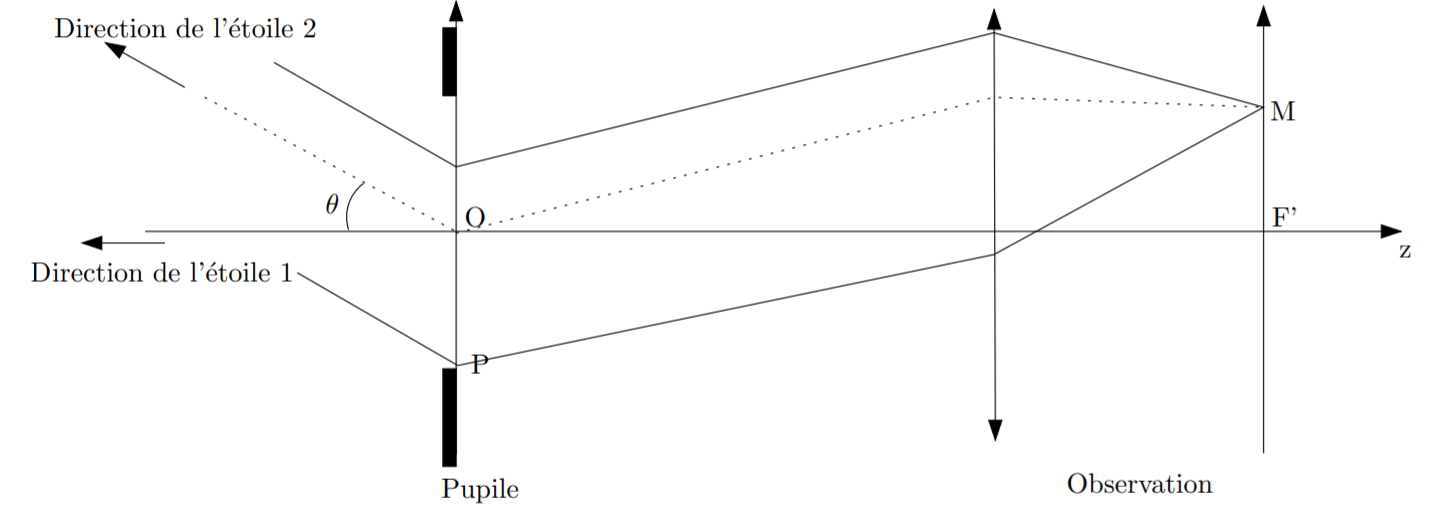 Direction de l'étoile 2
M
θ
O
F'
z
Direction de l'étoile 1
P
Pupile
Observation